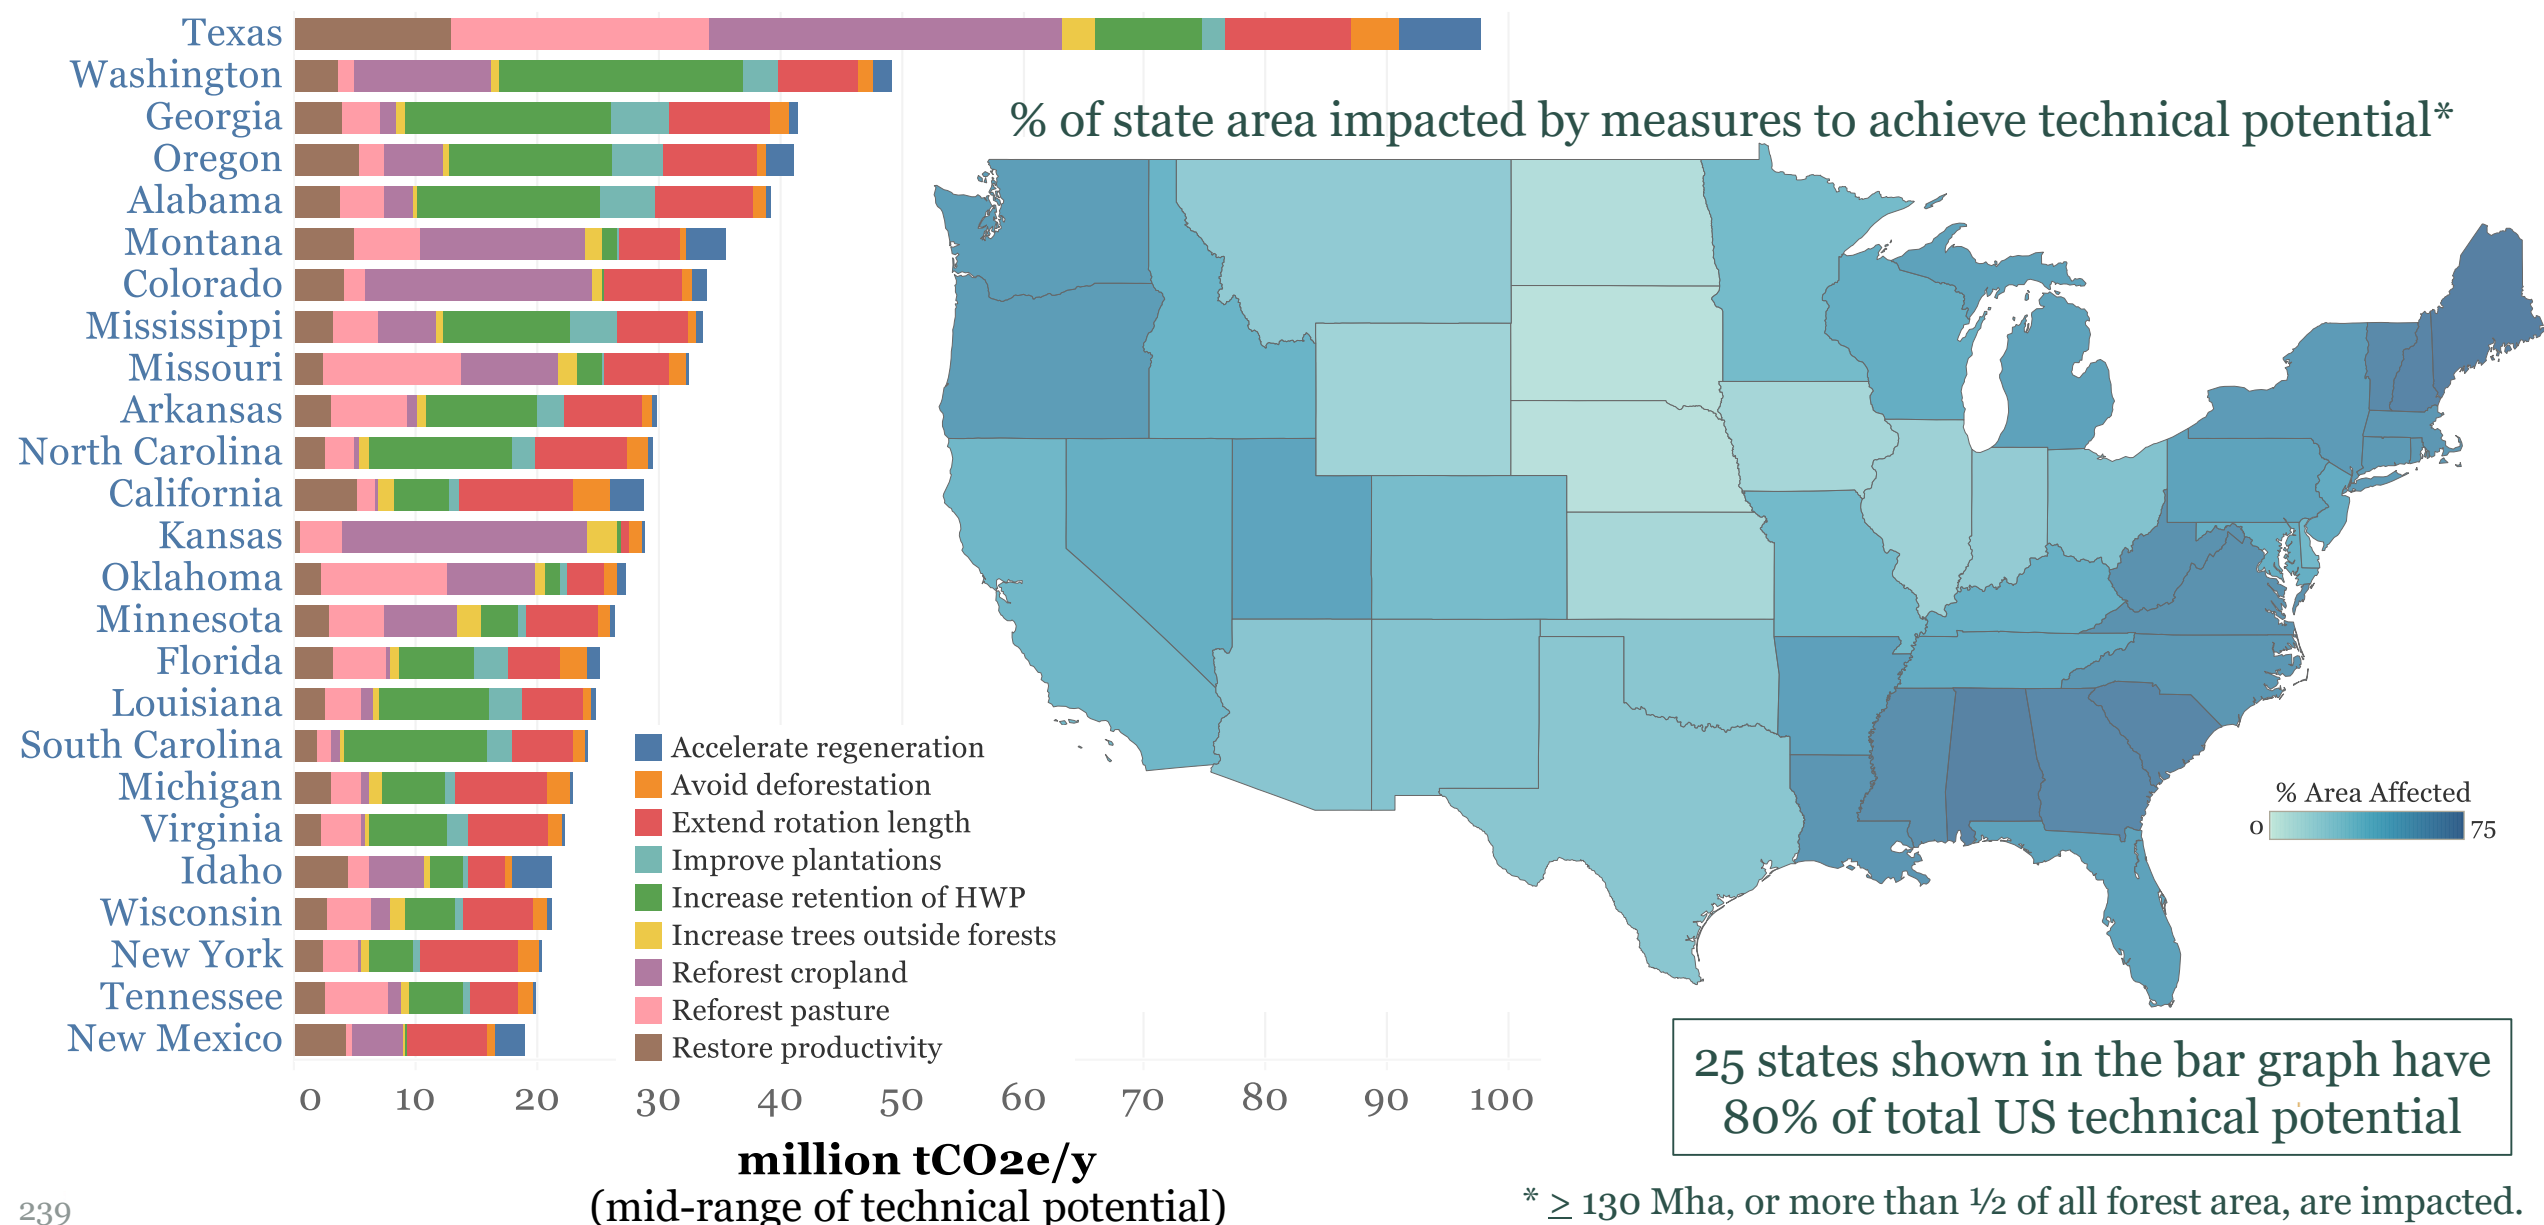 Texas
Washington
Georgia
Oregon
Alabama
Montana
Colorado
Mississippi
Missouri
Arkansas
North Carolina
California
Kansas
Oklahoma
Minnesota
Florida
Louisiana
South Carolina
Michigan
Virginia
Idaho
Wisconsin
New York
Tennessee
New Mexico
0 10 20 30 40 50 60 70 80 90 100
million tCO2e/y
(mid-range of technical potential)
Accelerate regeneration
Avoid deforestation
Extend rotation length
Improve plantations
Increase retention of HWP
Increase trees outside forests
Reforest cropland
Reforest pasture
Restore productivity
% of state area impacted by measures to achieve technical potential*
% Area Affected
0 75
25 states shown in the bar graph have
80% of total US technical potential
* ≥ 130 Mha, or more than ½ of all forest area, are impacted.
239